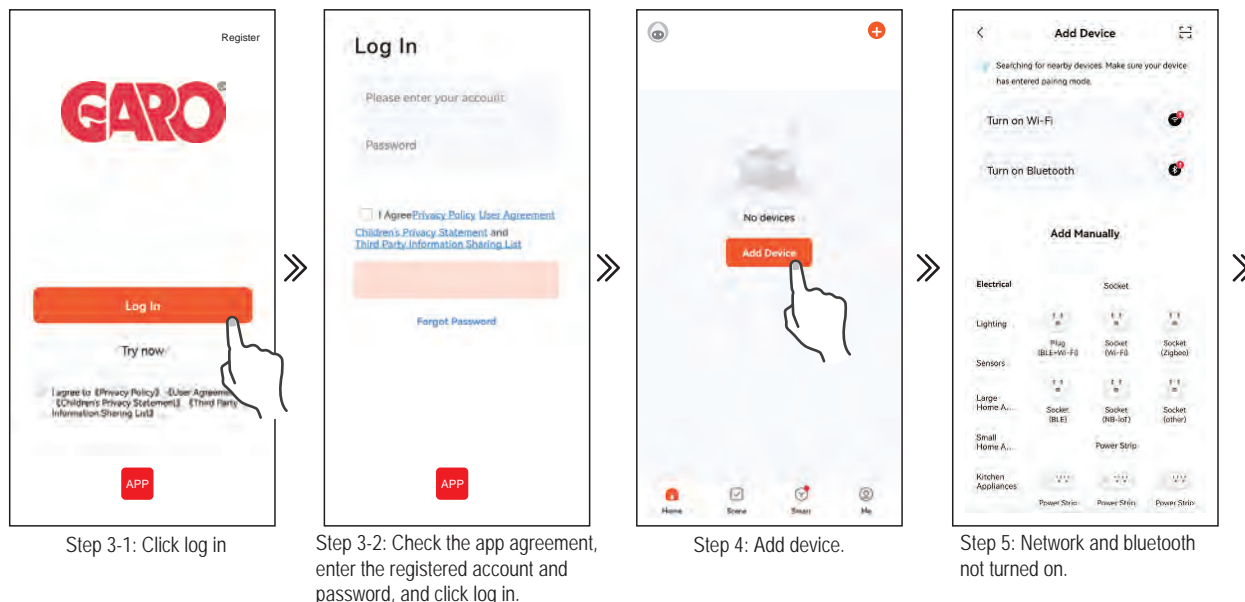 Register
GARO®
Log In
Try now
I agree to 《Privacy Policy》 《User Agreement
《Children's Privacy Statement》 《Third Party
Information Sharing List》
APP
Step 3-1: Click log in
Log In
Please enter your account
Password
I Agree Privacy Policy User Agreement
Children's Privacy Statement and
Third Party Information Sharing List
Forgot Password
APP
Step 3-2: Check the app agreement,
enter the registered account and
password, and click log in.
No devices
Add Device
Home
Scene
Smart
Me
Step 4: Add device.
Add Device
Searching for nearby devices. Make sure your device
has entered pairing mode.
Turn on Wi-Fi
Turn on Bluetooth
Add Manually
Electrical
Socket
Lighting
Plug
(BLE+Wi-Fi)
Socket
(Wi-Fi)
Socket
(Zigbee)
Sensors
Large
Home A...
Socket
(BLE)
Socket
(NB-IoT)
Socket
(other)
Small
Home A...
Power Strip
Kitchen
Appliances
Power Strip
Power Strip
Power Strip
Step 5: Network and bluetooth
not turned on.